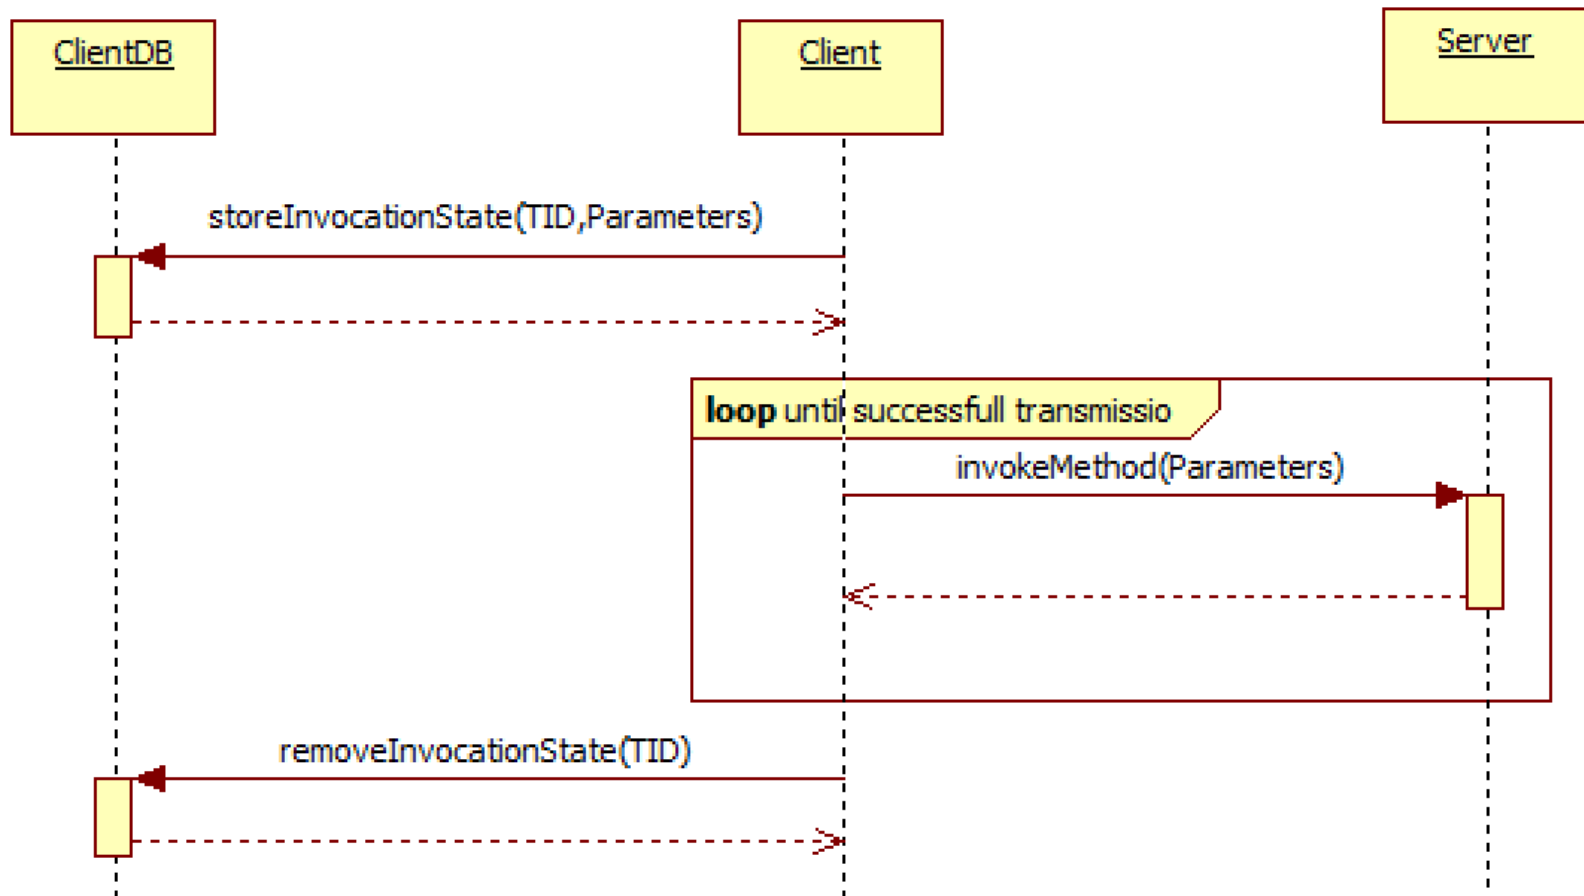 ClientDB
Client
Server
storeInvocationState(TID,Parameters)
loop until successfull transmissio
invokeMethod(Parameters)
removeInvocationState(TID)